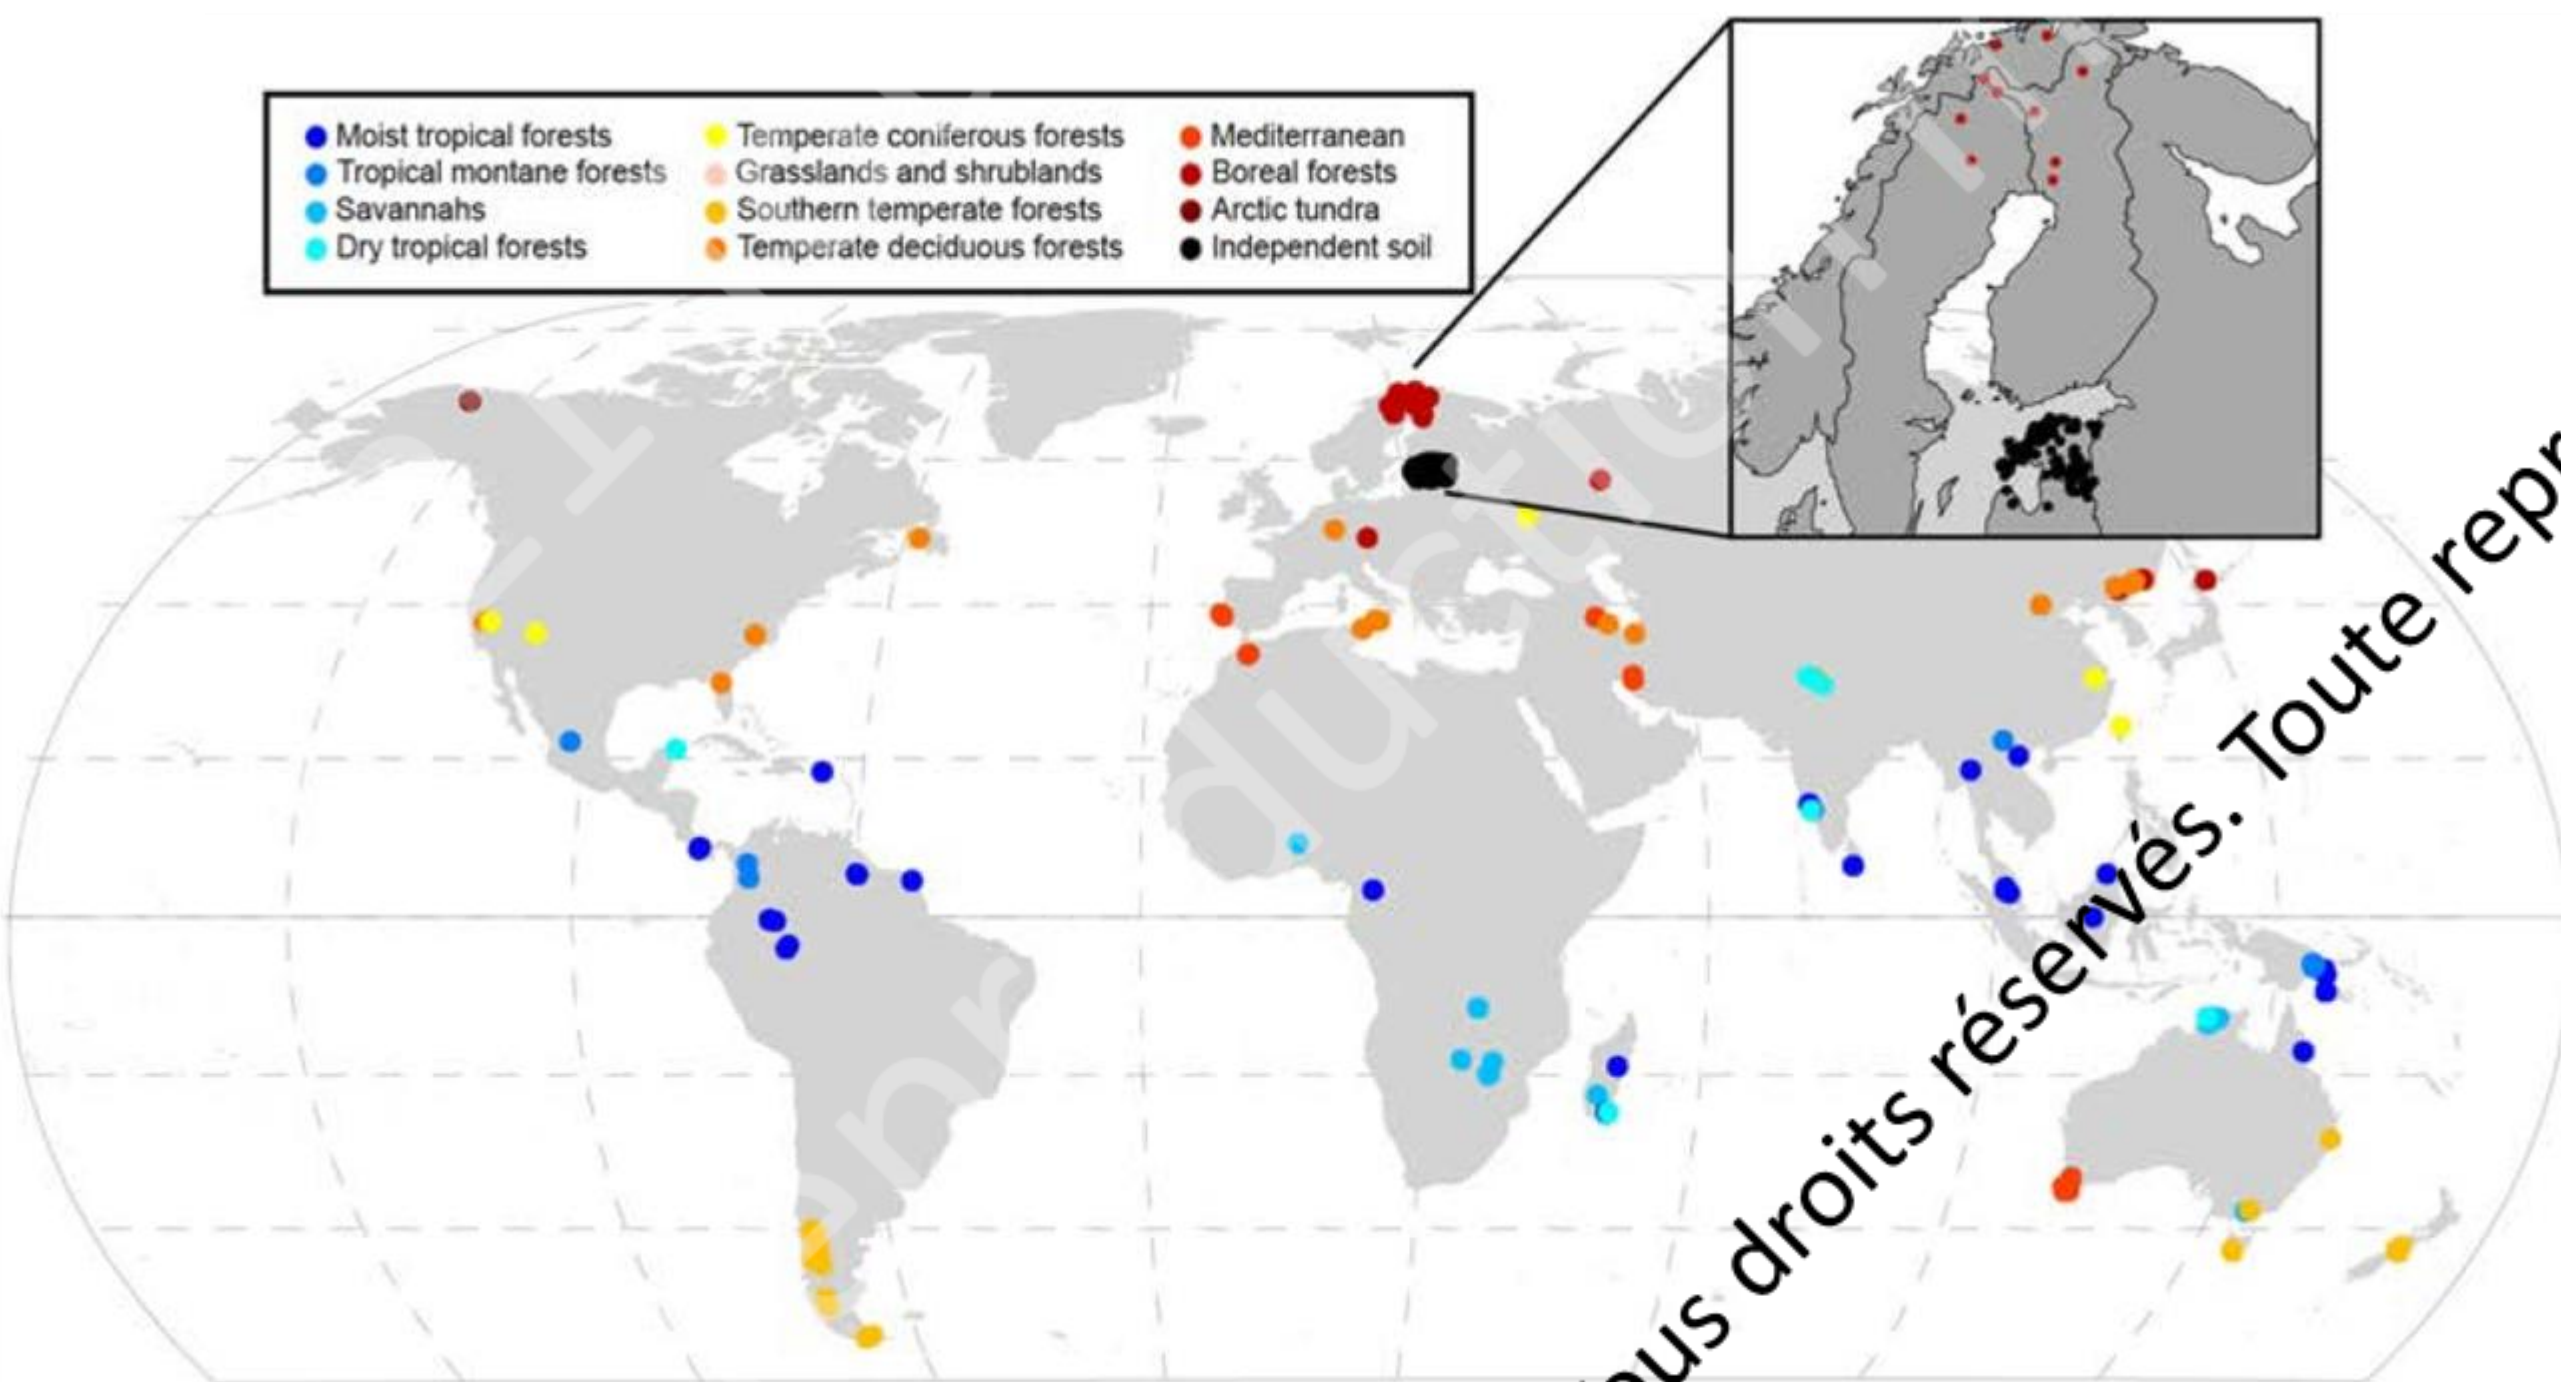 Moist tropical forests
Tropical montane forests
Savannahs
Dry tropical forests
Temperate coniferous forests
Grasslands and shrublands
Southern temperate forests
Temperate deciduous forests
Mediterranean
Boreal forests
Arctic tundra
Independent soil
droits réservés. Toute